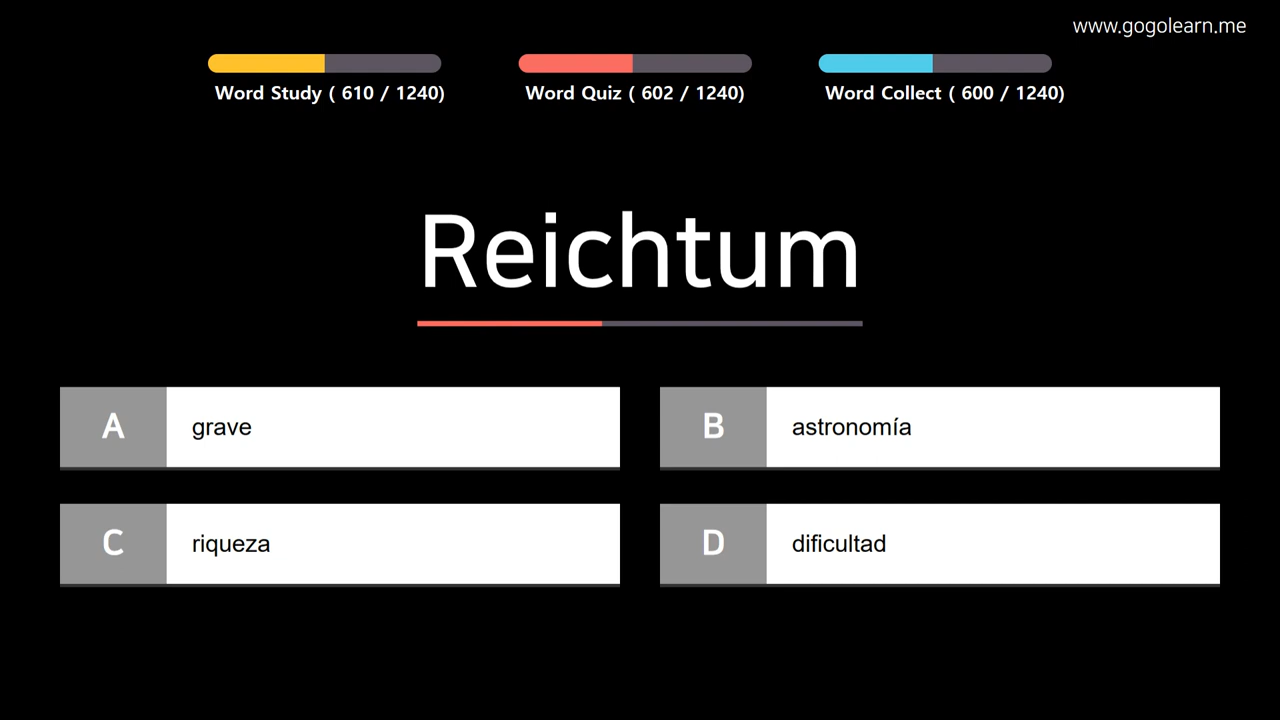 www.gogolearn.me
Word Study ( 610 / 1240)
Word Quiz ( 602 / 1240)
Word Collect ( 600 / 1240)
Reichtum
A grave
B astronomía
C riqueza
D dificultad